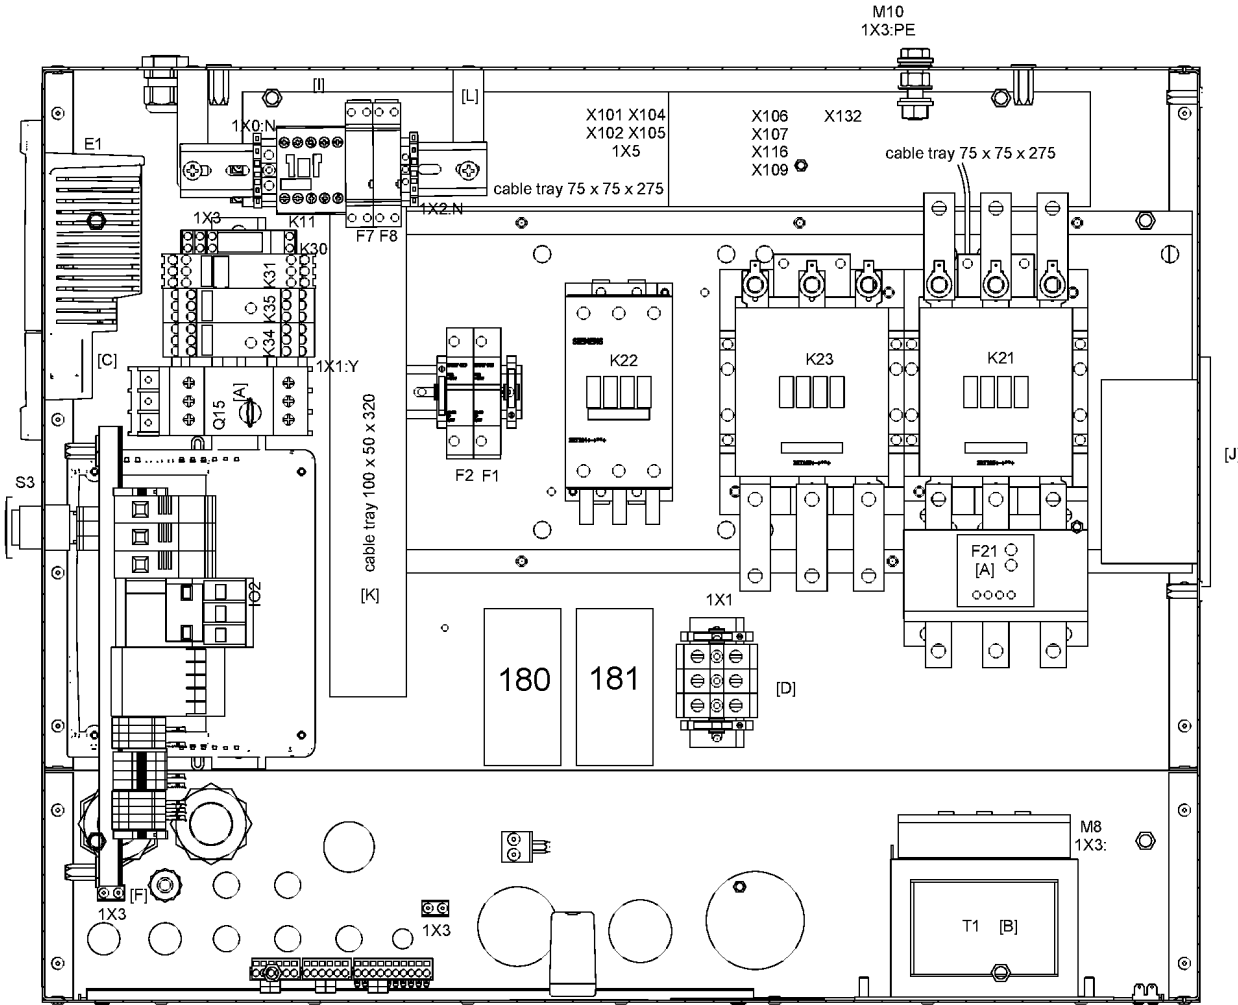 M10
1X3:PE
[I]
[L]
1X0:N
X101 X104
X102 X105
1X5
X106
X132
X107
X116
X109
cable tray 75 x 75 x 275
cable tray 75 x 75 x 275
E1
1X3
K11
1X2:N
F7 F8
K30
K31
K35
K34
[C]
1X1:Y
Q15
[A]
SIEMENS
K22
K23
K21
cable tray 100 x 50 x 320
[K]
F2 F1
[J]
S3
F21
[A]
1X1
180
181
[D]
M8
1X3:
T1 [B]
[F]
1X3
1X3